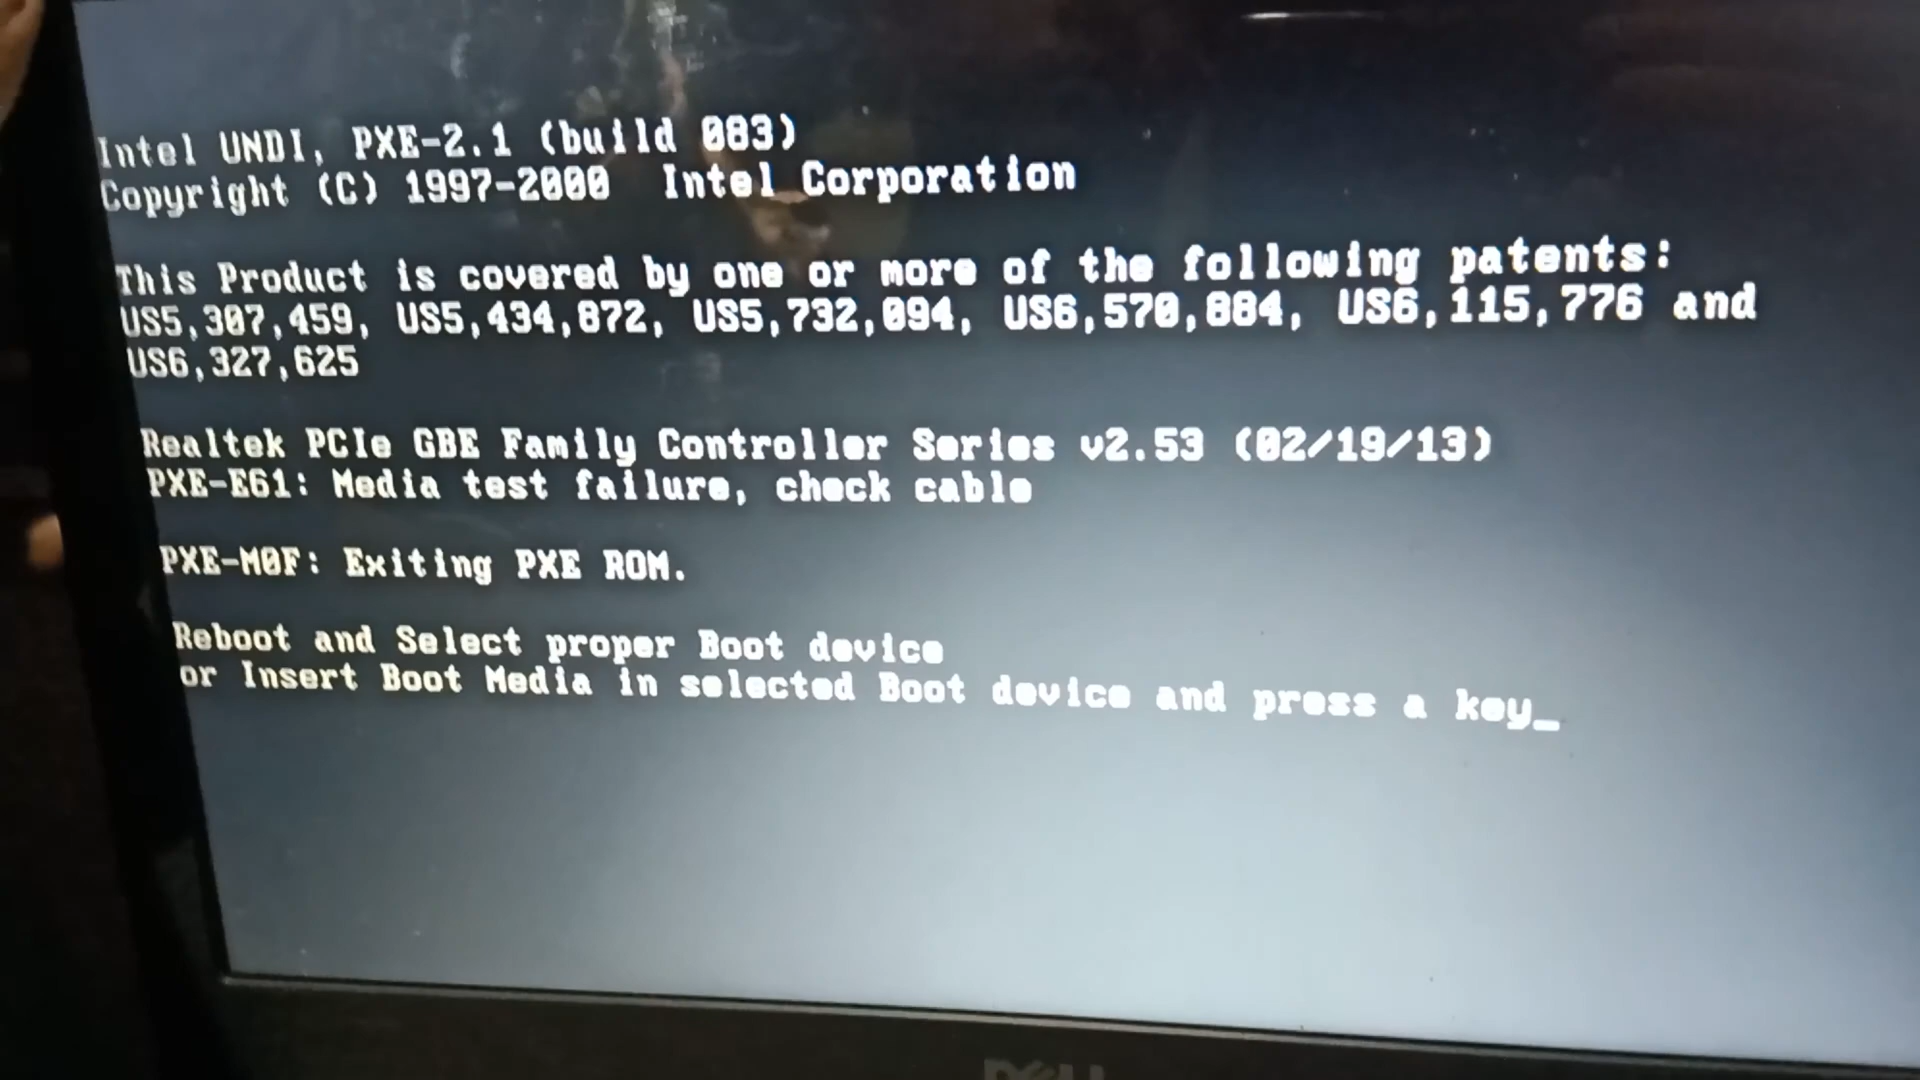 Intel UNDI, PXE-2.1 (build 083)
Copyright (C) 1997-2000  Intel Corporation
This Product is covered by one or more of the following patents:
US5,307,459, US5,434,872, US5,732,094, US6,570,884, US6,115,776 and
US6,327,625
Realtek PCIe GBE Family Controller Series v2.53 (02/19/13)
PXE-E61: Media test failure, check cable
PXE-M0F: Exiting PXE ROM.
Reboot and Select proper Boot device
or Insert Boot Media in selected Boot device and press a key_
DELL